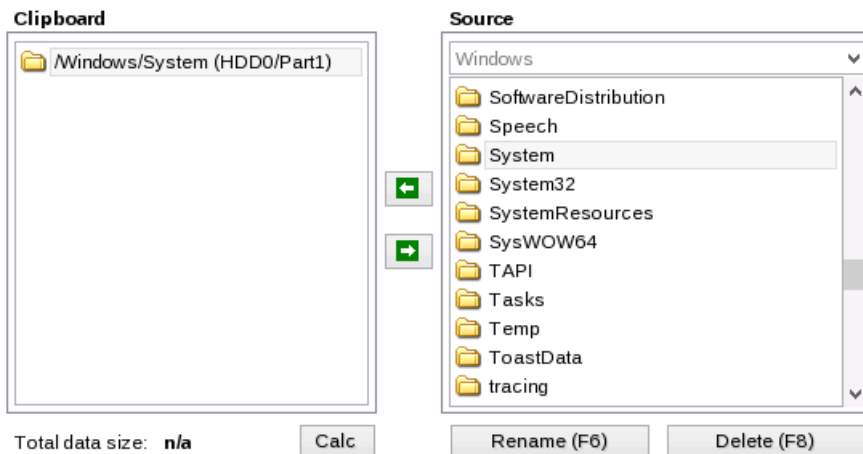 Clipboard
/Windows/System (HDD0/Part1)
Total data size: n/a
Calc
Source
Windows
SoftwareDistribution
Speech
System
System32
SystemResources
SysWOW64
TAPI
Tasks
Temp
ToastData
tracing
Rename (F6)
Delete (F8)